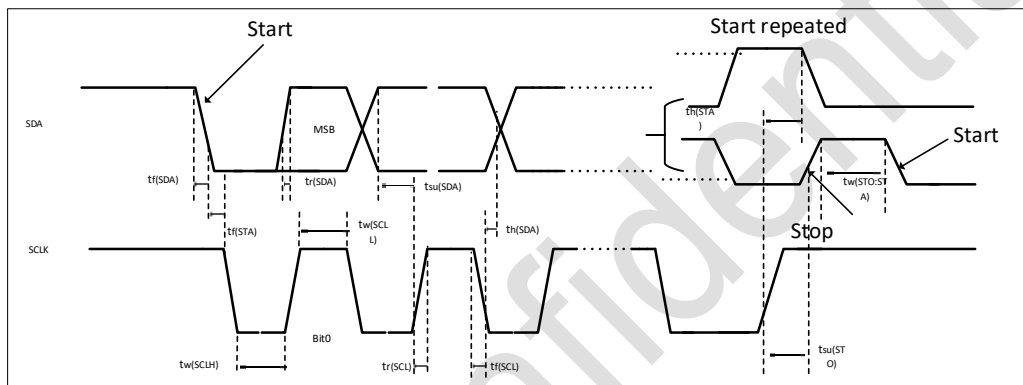 Start
Start repeated
SDA
MSB
th(STA
)
Start
tf(SDA)
tr(SDA)
tsu(SDA)
tw(STO:ST
A)
tf(STA)
tw(SCL
L)
th(SDA)
Stop
SCLK
Bit0
tw(SCLH)
tr(SCL)
tf(SCL)
tsu(ST
O)
onfidenti